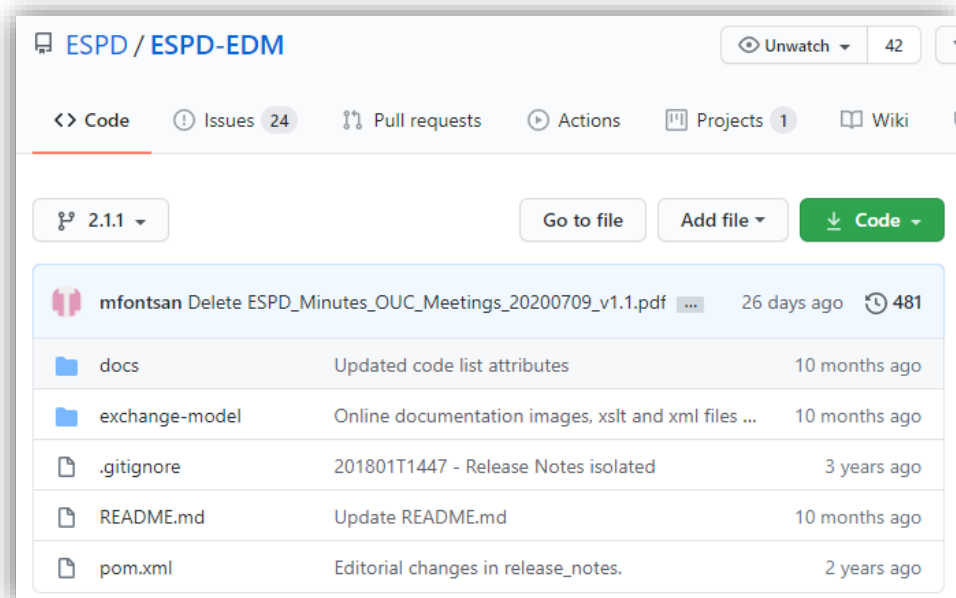 ESPD / ESPD-EDM Unwatch 42
<> Code Issues 24 Pull requests Actions Projects 1 Wiki
2.1.1 Go to file Add file Code
mfontsan Delete ESPD_Minutes_OUC_Meetings_20200709_v1.1.pdf ... 26 days ago 481
docs Updated code list attributes 10 months ago
exchange-model Online documentation images, xslt and xml files ... 10 months ago
.gitignore 201801T1447 - Release Notes isolated 3 years ago
README.md Update README.md 10 months ago
pom.xml Editorial changes in release_notes. 2 years ago